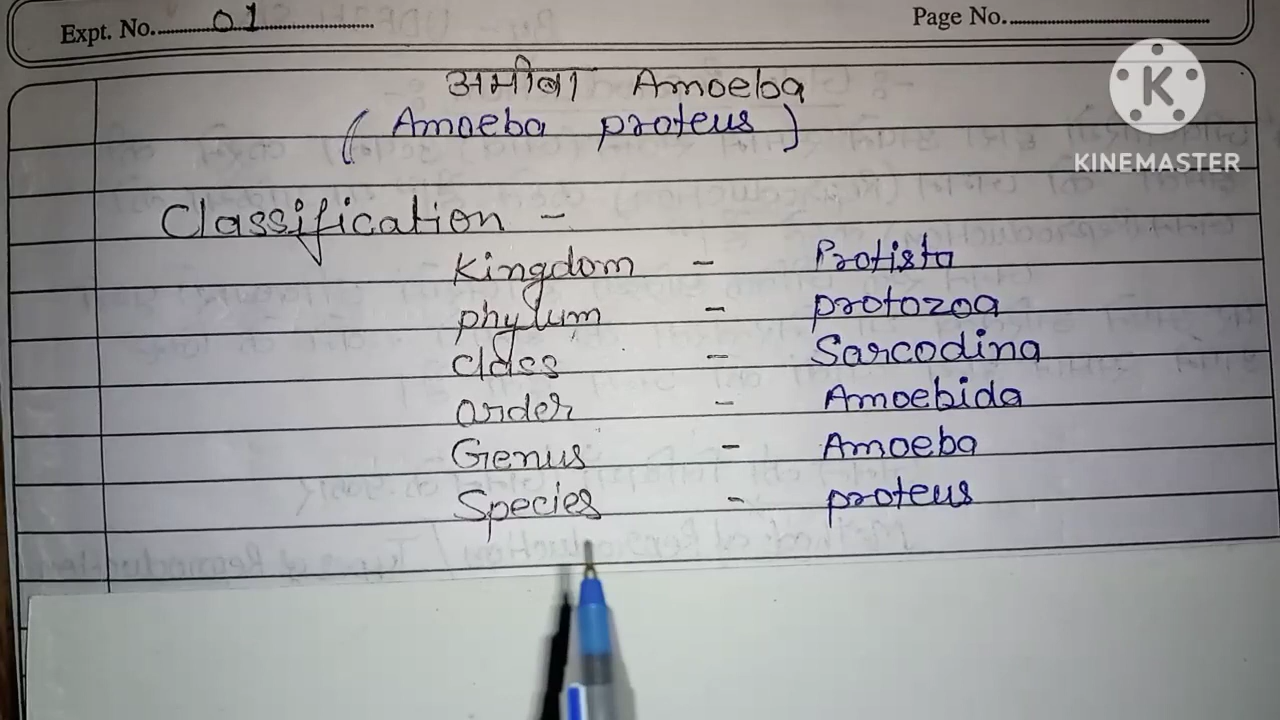 Expt. No. 01
Page No.
अमीबा Amoeba
( Amoeba proteus )
K
KINEMASTER
Classification -
Kingdom - Protista
phylum - protozoa
Class - Sarcodina
order - Amoebida
Genus - Amoeba
Species - proteus